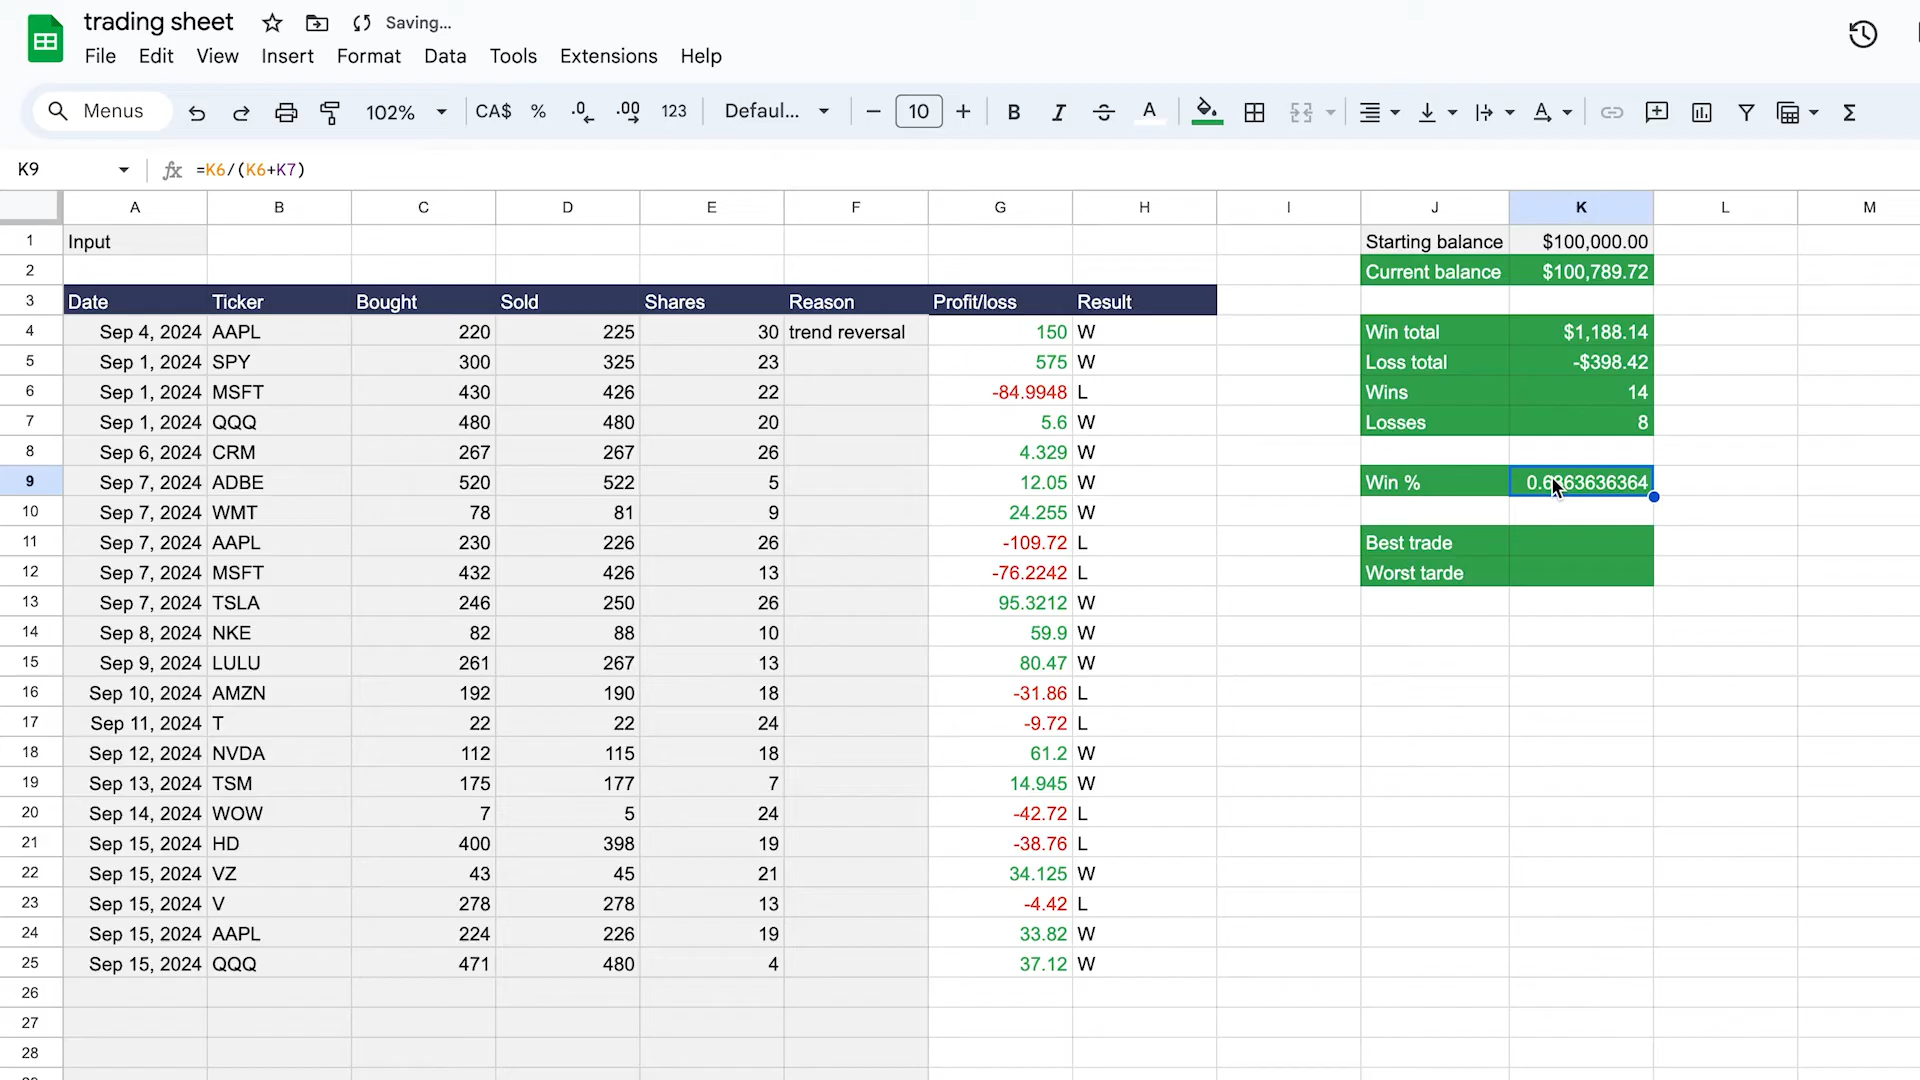 trading sheet Saving...
File Edit View Insert Format Data Tools Extensions Help
Menus 102% CA$ % .0 .00 123 Defaul... 10 B I S A Σ
K9 fx =K6/(K6+K7)
A B C D E F G H I J K L M
1 Input Starting balance $100,000.00
2 Current balance $100,789.72
3 Date Ticker Bought Sold Shares Reason Profit/loss Result
4 Sep 4, 2024 AAPL 220 225 30 trend reversal 150 W Win total $1,188.14
5 Sep 1, 2024 SPY 300 325 23 575 W Loss total -$398.42
6 Sep 1, 2024 MSFT 430 426 22 -84.9948 L Wins 14
7 Sep 1, 2024 QQQ 480 480 20 5.6 W Losses 8
8 Sep 6, 2024 CRM 267 267 26 4.329 W
9 Sep 7, 2024 ADBE 520 522 5 12.05 W Win % 0.6363636364
10 Sep 7, 2024 WMT 78 81 9 24.255 W
11 Sep 7, 2024 AAPL 230 226 26 -109.72 L Best trade
12 Sep 7, 2024 MSFT 432 426 13 -76.2242 L Worst tarde
13 Sep 7, 2024 TSLA 246 250 26 95.3212 W
14 Sep 8, 2024 NKE 82 88 10 59.9 W
15 Sep 9, 2024 LULU 261 267 13 80.47 W
16 Sep 10, 2024 AMZN 192 190 18 -31.86 L
17 Sep 11, 2024 T 22 22 24 -9.72 L
18 Sep 12, 2024 NVDA 112 115 18 61.2 W
19 Sep 13, 2024 TSM 175 177 7 14.945 W
20 Sep 14, 2024 WOW 7 5 24 -42.72 L
21 Sep 15, 2024 HD 400 398 19 -38.76 L
22 Sep 15, 2024 VZ 43 45 21 34.125 W
23 Sep 15, 2024 V 278 278 13 -4.42 L
24 Sep 15, 2024 AAPL 224 226 19 33.82 W
25 Sep 15, 2024 QQQ 471 480 4 37.12 W
26
27
28